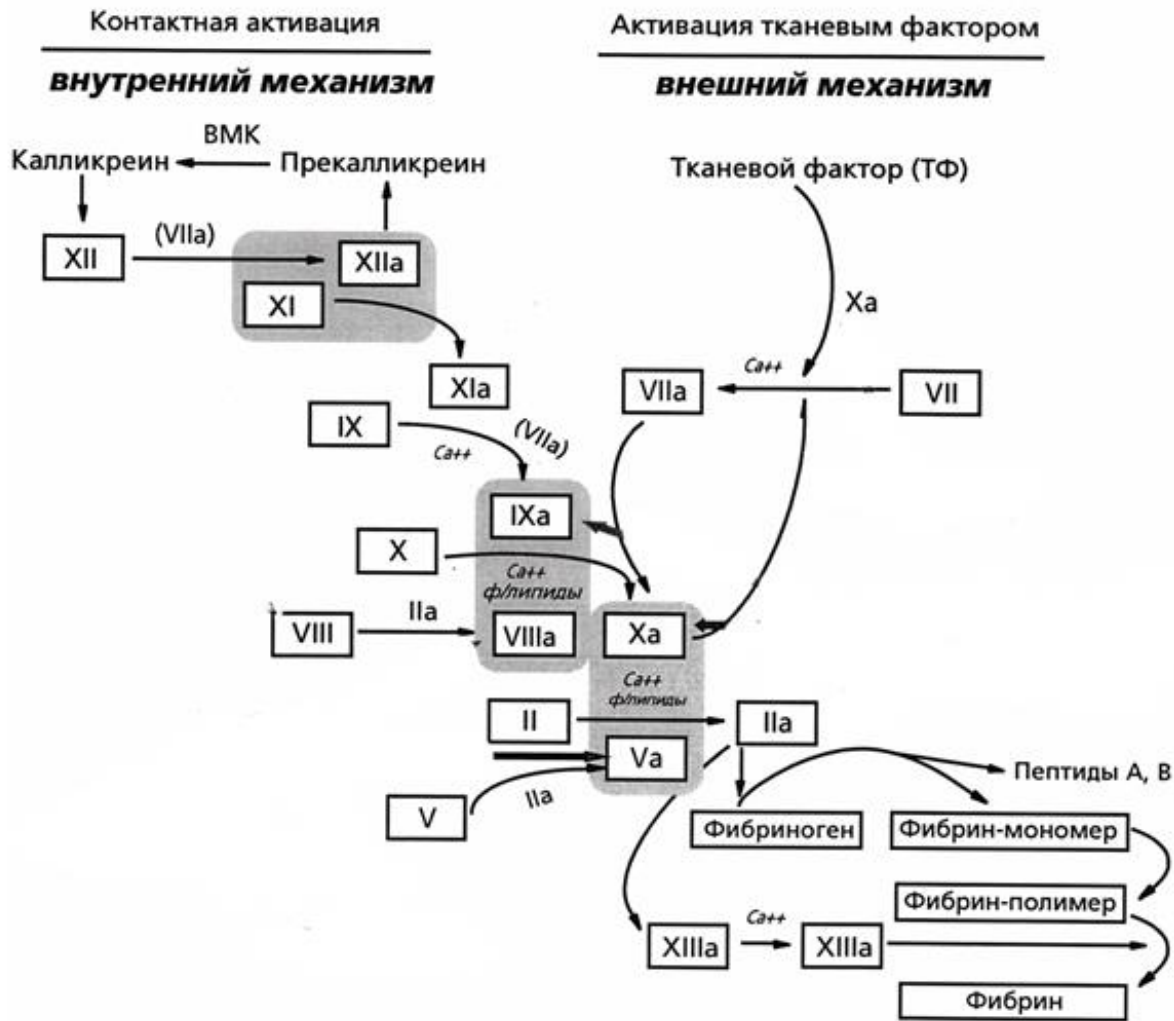 Контактная активация
внутренний механизм
Активация тканевым фактором
внешний механизм
ВМК
Калликреин
Прекалликреин
Тканевой фактор (ТФ)
XII
(VIIa)
XIIa
XI
Xa
XIa
VIIa
Ca++
VII
IX
Ca++
(VIIa)
IXa
X
Ca++
ф/липиды
VIII
IIa
VIIIa
Xa
Ca++
ф/липиды
II
IIa
Va
V
IIa
Пептиды А, В
Фибриноген
Фибрин-мономер
Фибрин-полимер
XIIIa
Ca++
XIIIa
Фибрин